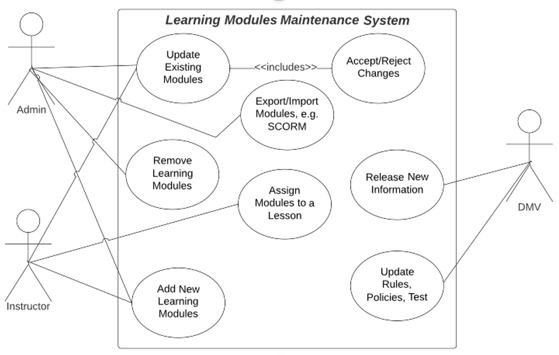 Learning Modules Maintenance System
Update
Existing
Modules
<<includes>>
Accept/Reject
Changes
Admin
Export/Import
Modules, e.g.
SCORM
Remove
Learning
Modules
Assign
Modules to a
Lesson
Release New
Information
DMV
Instructor
Add New
Learning
Modules
Update
Rules,
Policies, Test